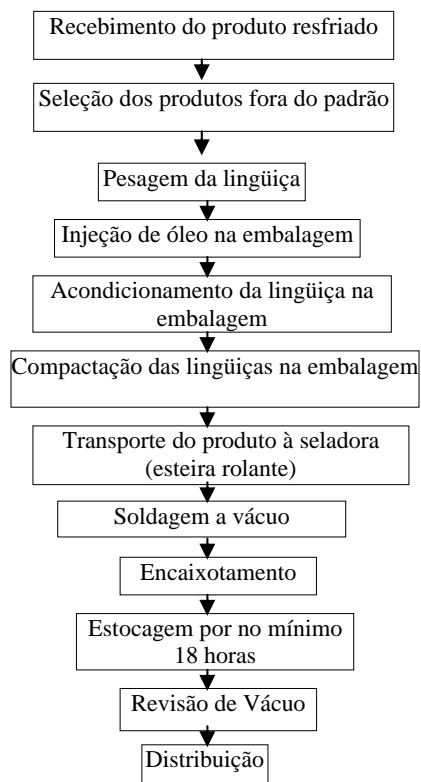 Recebimento do produto resfriado
Seleção dos produtos fora do padrão
Pesagem da lingüiça
Injeção de óleo na embalagem
Acondicionamento da lingüiça na
embalagem
Compactação das lingüiças na embalagem
Transporte do produto à seladora
(esteira rolante)
Soldagem a vácuo
Encaixotamento
Estocagem por no mínimo
18 horas
Revisão de Vácuo
Distribuição